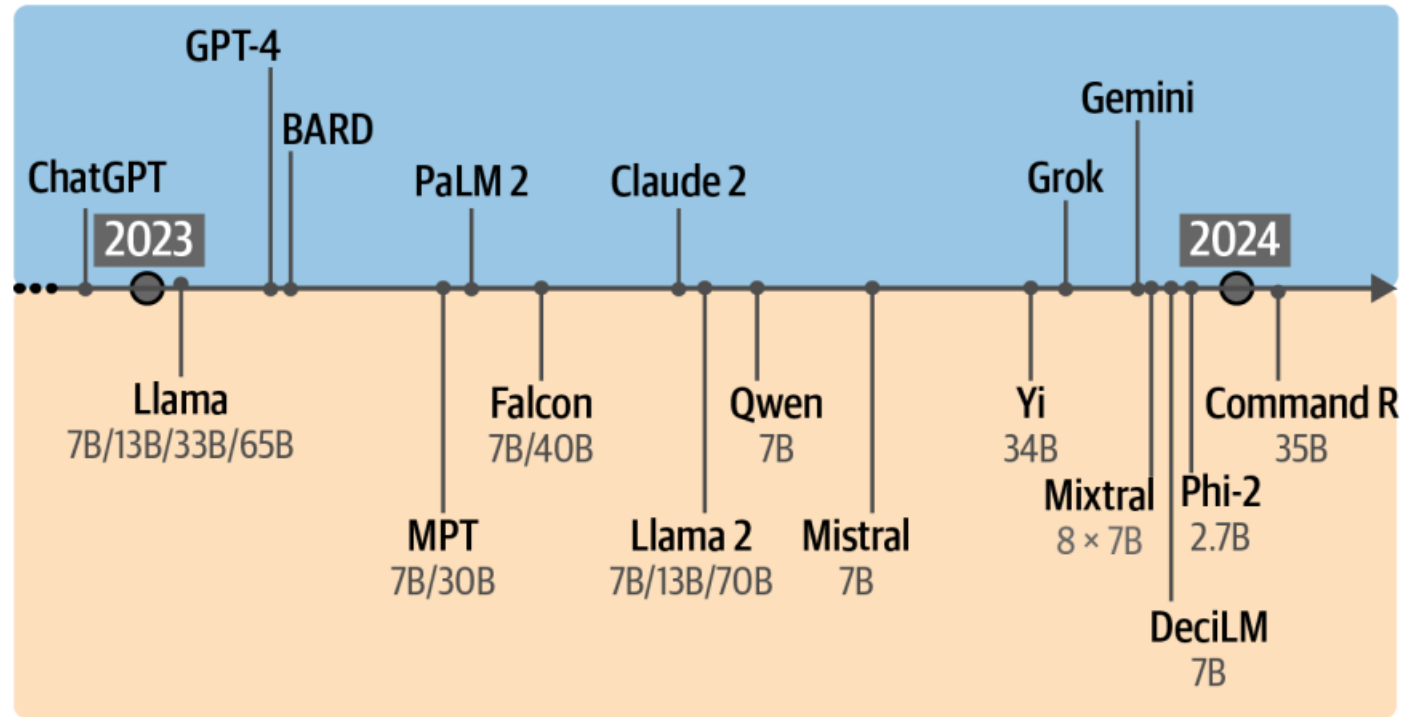 GPT-4
BARD
Gemini
ChatGPT
PaLM 2
Claude 2
Grok
2023
2024
Llama
7B/13B/33B/65B
Falcon
7B/40B
Qwen
7B
Yi
34B
Command R
35B
Mixtral
8 × 7B
Phi-2
2.7B
MPT
7B/30B
Llama 2
7B/13B/70B
Mistral
7B
DeciLM
7B